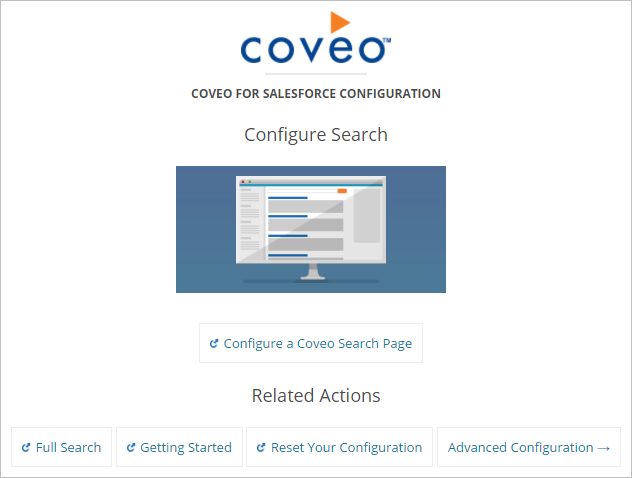 coveo™
COVEO FOR SALESFORCE CONFIGURATION
Configure Search
Configure a Coveo Search Page
Related Actions
Full Search
Getting Started
Reset Your Configuration
Advanced Configuration →